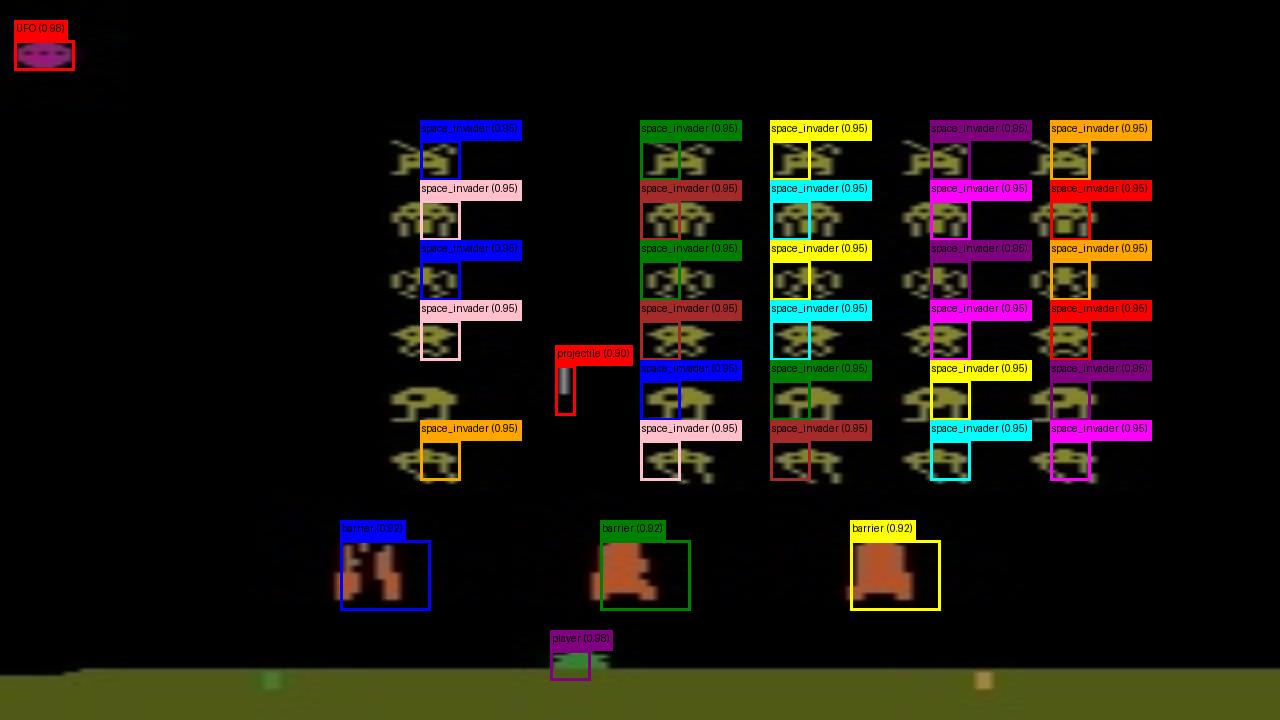 UFO (0.98)
space_invader (0.95) space_invader (0.95) space_invader (0.95) space_invader (0.95) space_invader (0.95)
space_invader (0.95) space_invader (0.95) space_invader (0.95) space_invader (0.95) space_invader (0.95)
space_invader (0.95) space_invader (0.95) space_invader (0.95) space_invader (0.95) space_invader (0.95)
space_invader (0.95) space_invader (0.95) space_invader (0.95) space_invader (0.95) space_invader (0.95)
projectile (0.90)
space_invader (0.95) space_invader (0.95) space_invader (0.95) space_invader (0.95)
space_invader (0.95) space_invader (0.95) space_invader (0.95) space_invader (0.95) space_invader (0.95)
barrier (0.92) barrier (0.92) barrier (0.92)
player (0.98)